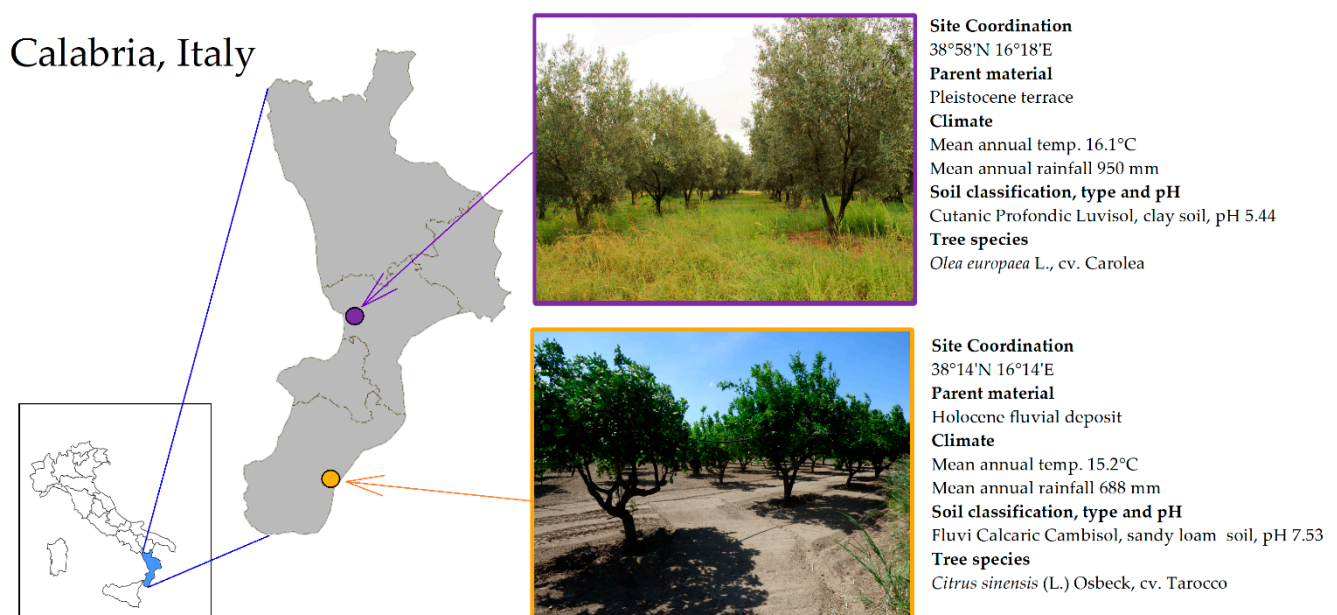 Calabria, Italy
Site Coordination
38°58'N 16°18'E
Parent material
Pleistocene terrace
Climate
Mean annual temp. 16.1°C
Mean annual rainfall 950 mm
Soil classification, type and pH
Cutanic Profondic Luvisol, clay soil, pH 5.44
Tree species
Olea europaea L., cv. Carolea
Site Coordination
38°14'N 16°14'E
Parent material
Holocene fluvial deposit
Climate
Mean annual temp. 15.2°C
Mean annual rainfall 688 mm
Soil classification, type and pH
Fluvi Calcaric Cambisol, sandy loam soil, pH 7.53
Tree species
Citrus sinensis (L.) Osbeck, cv. Tarocco